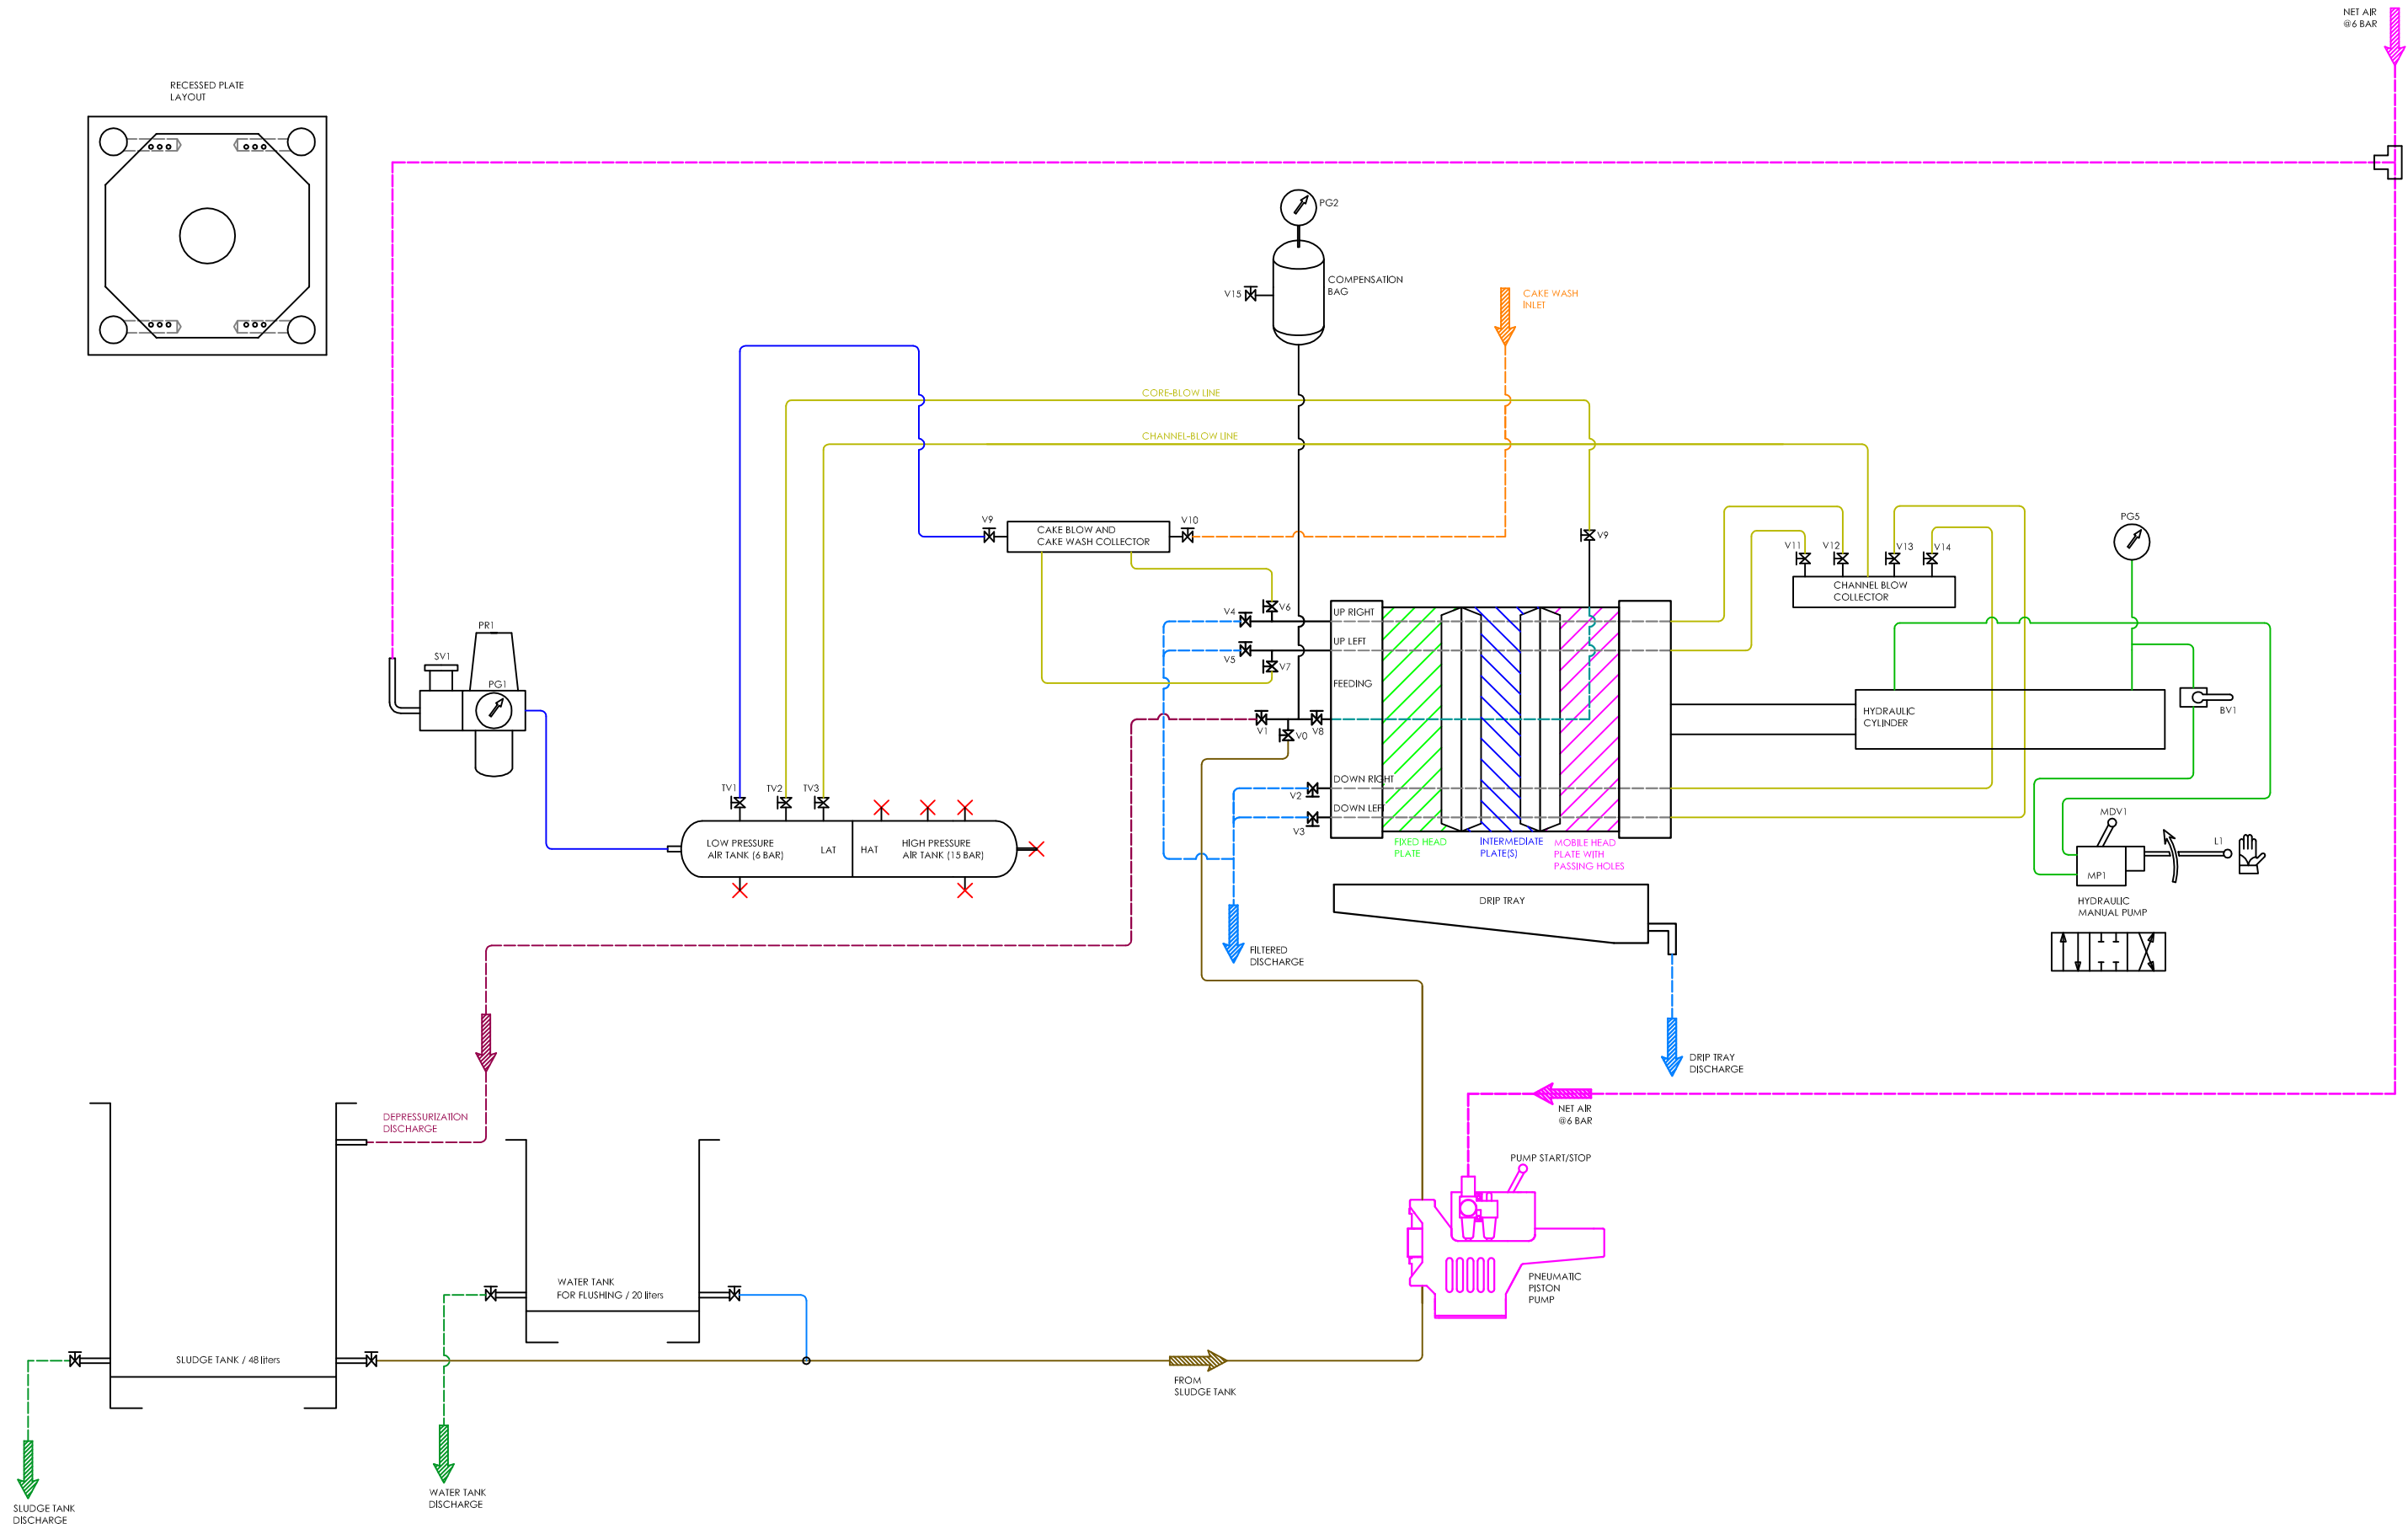 NET AIR
@6 BAR
RECESSED PLATE
LAYOUT
PG2
COMPENSATION
BAG
V15
CAKE WASH
INLET
CORE-BLOW LINE
CHANNEL-BLOW LINE
V9
CAKE BLOW AND
CAKE WASH COLLECTOR
V10
V9
PG5
V11
V12
V13
V14
CHANNEL BLOW
COLLECTOR
V4
V6
UP RIGHT
UP LEFT
V5
V7
FEEDING
PR1
SV1
PG1
V1
V0
V8
HYDRAULIC
CYLINDER
BV1
DOWN RIGHT
V2
DOWN LEFT
V3
TV1
TV2
TV3
LOW PRESSURE
AIR TANK (6 BAR)
LAT
HAT
HIGH PRESSURE
AIR TANK (15 BAR)
FIXED HEAD
PLATE
INTERMEDIATE
PLATE(S)
MOBILE HEAD
PLATE WITH
PASSING HOLES
MDV1
L1
MP1
HYDRAULIC
MANUAL PUMP
DRIP TRAY
FILTERED
DISCHARGE
DRIP TRAY
DISCHARGE
NET AIR
@6 BAR
DEPRESSURIZATION
DISCHARGE
PUMP START/STOP
PNEUMATIC
PISTON
PUMP
WATER TANK
FOR FLUSHING / 20 liters
SLUDGE TANK / 48 liters
FROM
SLUDGE TANK
WATER TANK
DISCHARGE
SLUDGE TANK
DISCHARGE